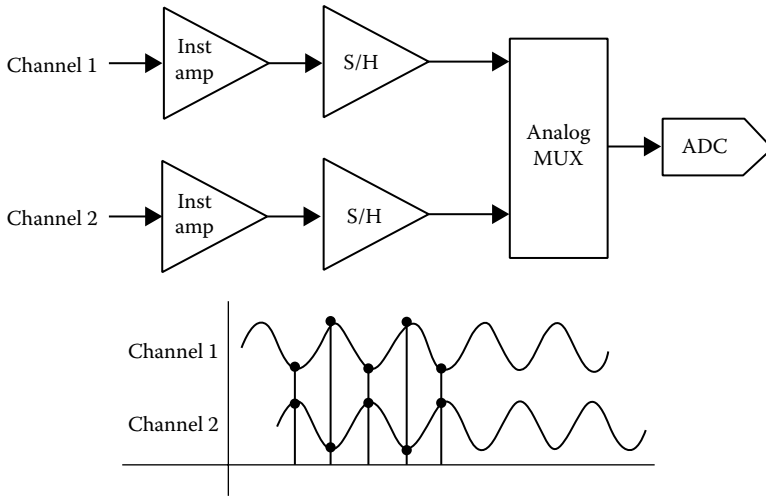 Channel 1
Inst
amp
S/H
Analog
MUX
ADC
Channel 2
Inst
amp
S/H
Channel 1
Channel 2